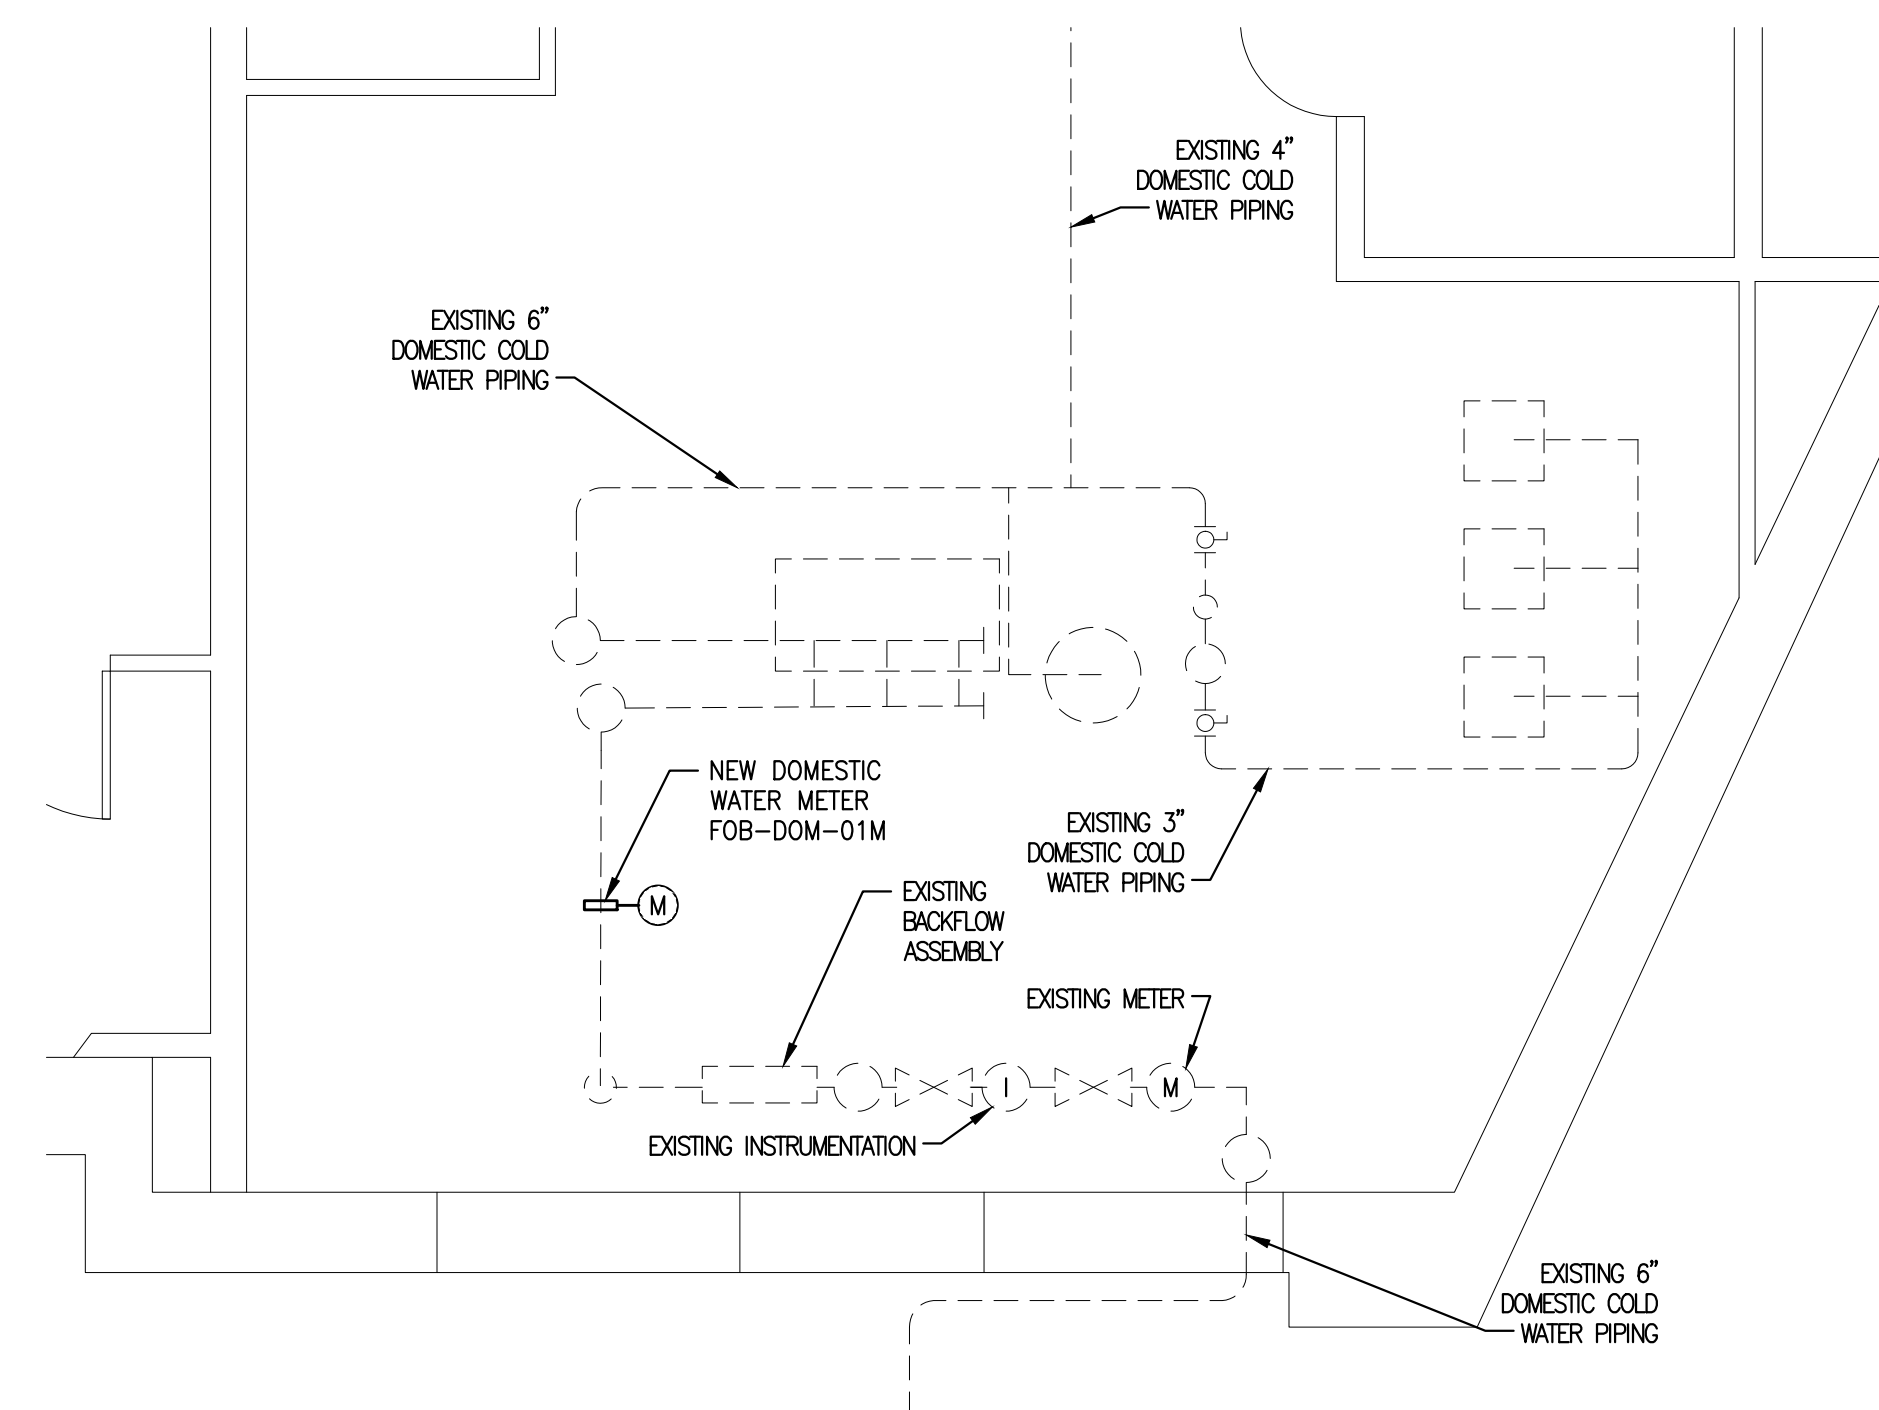 EXISTING 4"
DOMESTIC COLD
WATER PIPING
EXISTING 6"
DOMESTIC COLD
WATER PIPING
NEW DOMESTIC
WATER METER
FOB-DOM-01M
EXISTING 3"
DOMESTIC COLD
WATER PIPING
M
EXISTING
BACKFLOW
ASSEMBLY
EXISTING METER
I
M
EXISTING INSTRUMENTATION
EXISTING 6"
DOMESTIC COLD
WATER PIPING